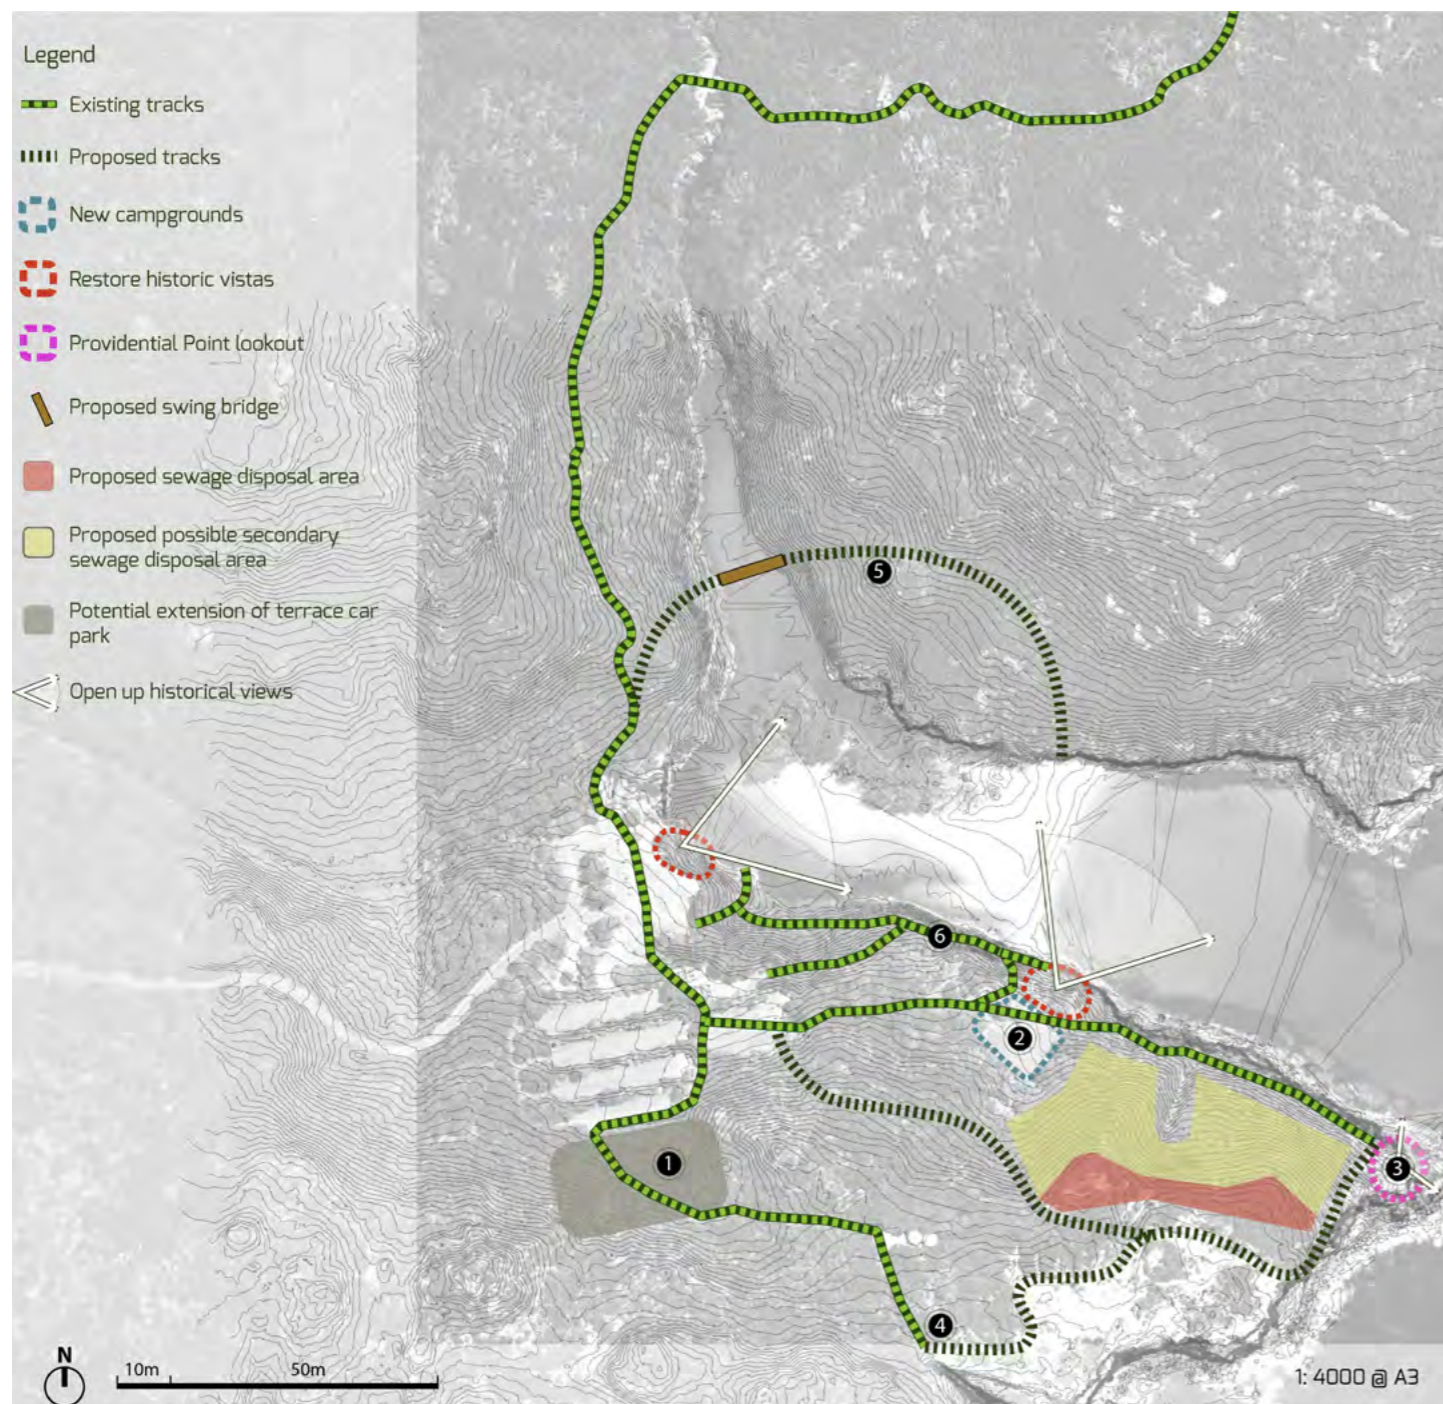 Legend
Existing tracks
Proposed tracks
New campgrounds
Restore historic vistas
Providential Point lookout
Proposed swing bridge
Proposed sewage disposal area
Proposed possible secondary
sewage disposal area
Potential extension of terrace car
park
Open up historical views
5
6
2
1
3
4
N
10m
50m
1: 4000 @ A3